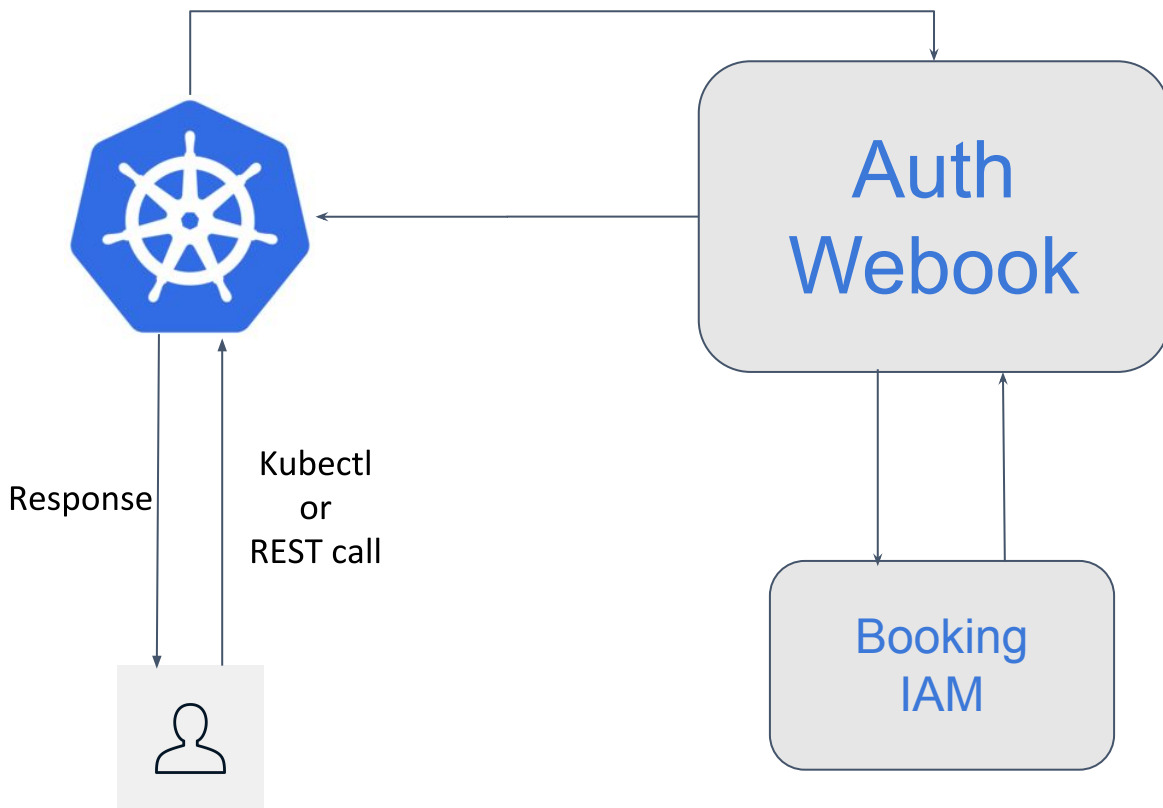 Auth
Webook
Response
Kubectl
or
REST call
Booking
IAM